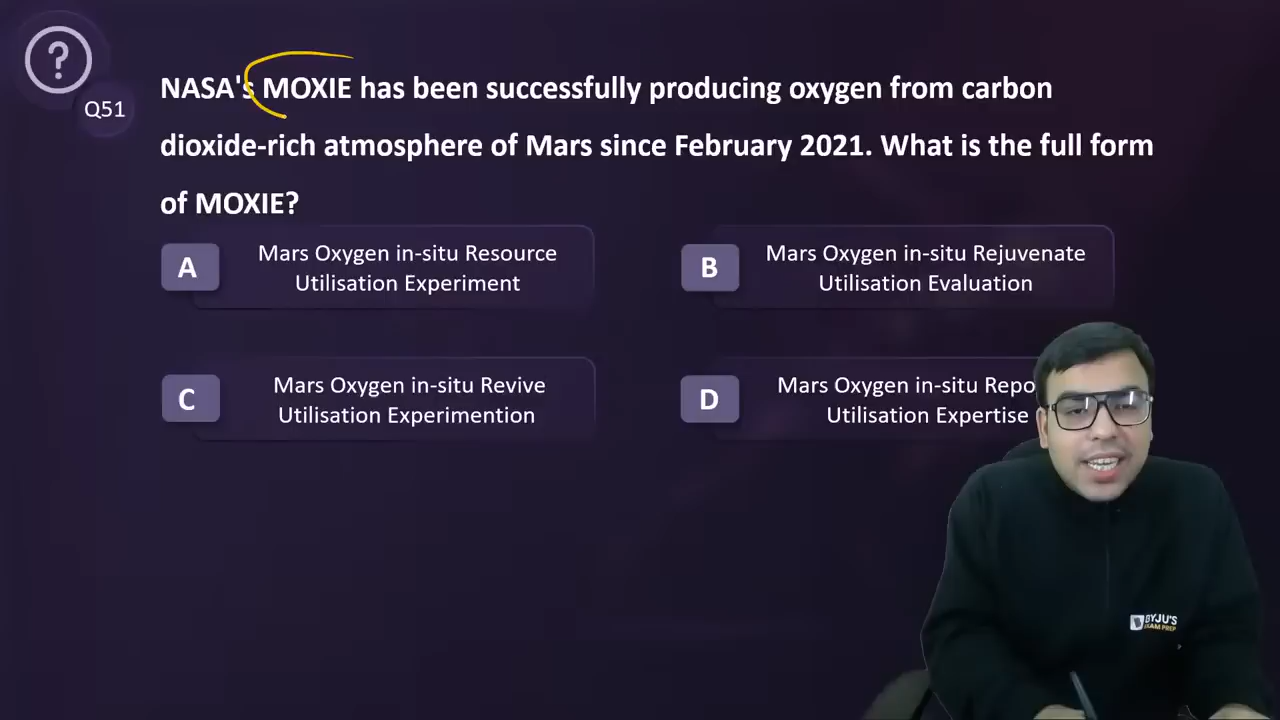 ?
Q51
NASA's MOXIE has been successfully producing oxygen from carbon
dioxide-rich atmosphere of Mars since February 2021. What is the full form
of MOXIE?
A
Mars Oxygen in-situ Resource
Utilisation Experiment
B
Mars Oxygen in-situ Rejuvenate
Utilisation Evaluation
C
Mars Oxygen in-situ Revive
Utilisation Experimention
D
Mars Oxygen in-situ Repo
Utilisation Expertise
BYJU'S
EXAM PREP